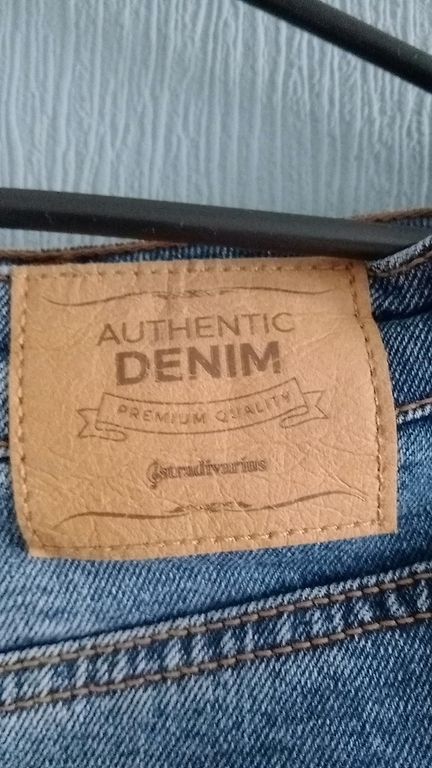 AUTHENTIC
DENIM
PREMIUM QUALITY
stradivarius